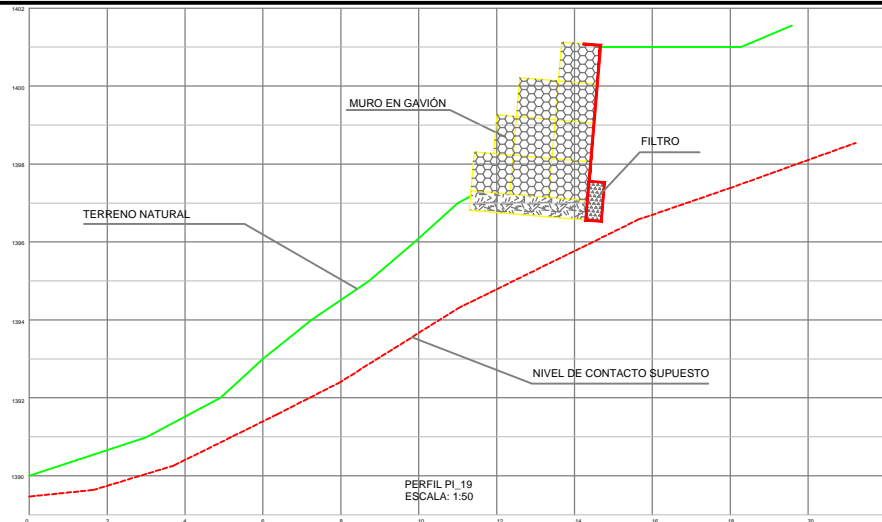 1402
1400
MURO EN GAVIÓN
FILTRO
1398
TERRENO NATURAL
1396
1394
NIVEL DE CONTACTO SUPUESTO
1392
1390
PERFIL PI_19
ESCALA: 1:50
0 2 4 6 8 10 12 14 16 18 20